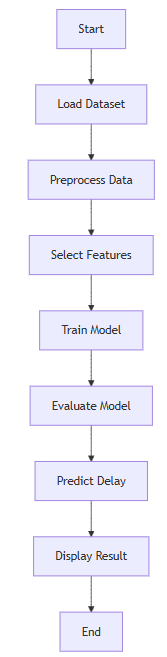 Start
Load Dataset
Preprocess Data
Select Features
Train Model
Evaluate Model
Predict Delay
Display Result
End